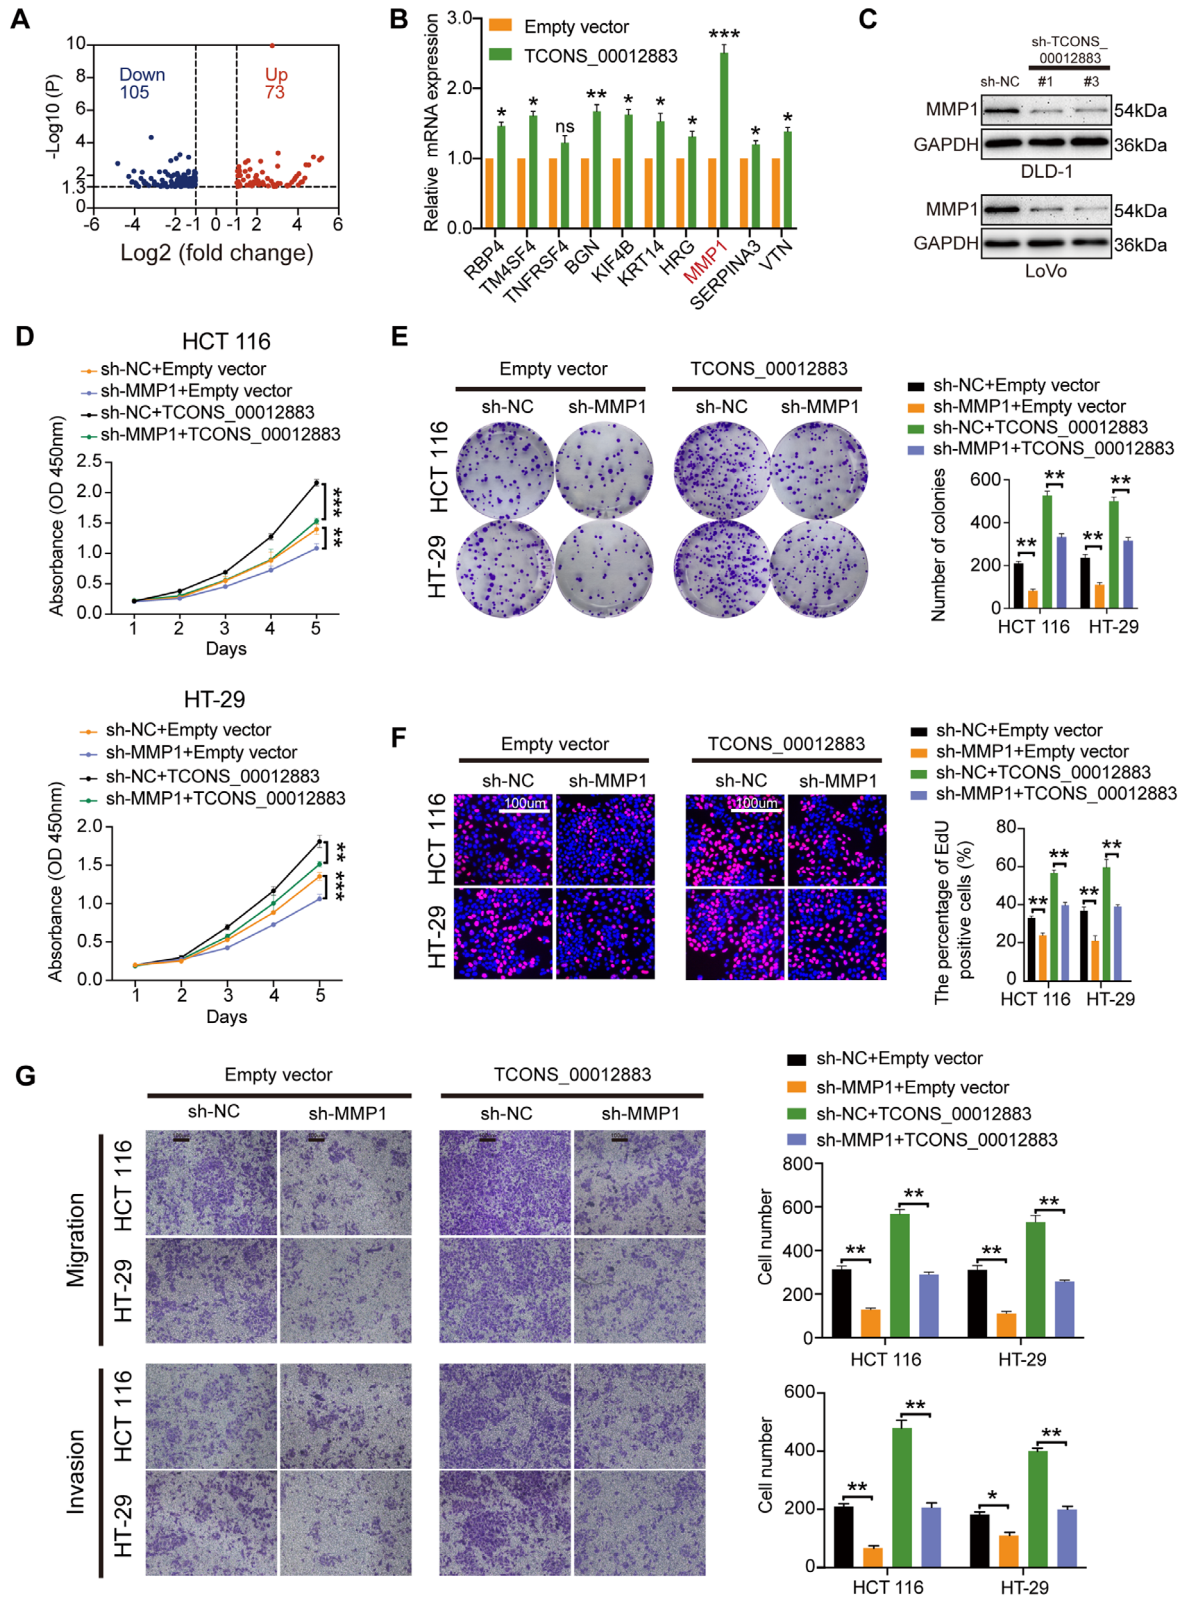 A
10
8
6
4
2
1.3
0
-Log10 (P)
Down
105
Up
73
-6
-4
-2
-1
0
1
2
4
6
Log2 (fold change)
B
Empty vector
TCONS_00012883
Relative mRNA expression
3.0
2.0
1.0
0.0
*
*
ns
**
*
*
*
***
*
*
RBP4
TM4SF4
TNFRSF4
BGN
KIF4B
KRT14
HRG
MMP1
SERPINA3
VTN
C
sh-TCONS_
00012883
sh-NC
#1
#3
MMP1
54kDa
GAPDH
36kDa
DLD-1
MMP1
54kDa
GAPDH
36kDa
LoVo
D
HCT 116
sh-NC+Empty vector
sh-MMP1+Empty vector
sh-NC+TCONS_00012883
sh-MMP1+TCONS_00012883
Absorbance (OD 450nm)
2.5
2.0
1.5
1.0
0.5
0.0
***
**
1 2 3 4 5
Days
HT-29
sh-NC+Empty vector
sh-MMP1+Empty vector
sh-NC+TCONS_00012883
sh-MMP1+TCONS_00012883
Absorbance (OD 450nm)
2.0
1.5
1.0
0.5
0.0
**
***
1 2 3 4 5
Days
E
Empty vector
TCONS_00012883
sh-NC
sh-MMP1
sh-NC
sh-MMP1
HCT 116
HT-29
sh-NC+Empty vector
sh-MMP1+Empty vector
sh-NC+TCONS_00012883
sh-MMP1+TCONS_00012883
Number of colonies
600
400
200
0
**
**
**
**
HCT 116
HT-29
F
Empty vector
TCONS_00012883
sh-NC
sh-MMP1
sh-NC
sh-MMP1
100um
100um
HCT 116
HT-29
sh-NC+Empty vector
sh-MMP1+Empty vector
sh-NC+TCONS_00012883
sh-MMP1+TCONS_00012883
The percentage of EdU
positive cells (%)
80
60
40
20
0
**
**
**
**
HCT 116
HT-29
G
Empty vector
TCONS_00012883
sh-NC
sh-MMP1
sh-NC
sh-MMP1
Migration
HCT 116
HT-29
Invasion
HCT 116
HT-29
sh-NC+Empty vector
sh-MMP1+Empty vector
sh-NC+TCONS_00012883
sh-MMP1+TCONS_00012883
Cell number
800
600
400
200
0
**
**
**
**
HCT 116
HT-29
Cell number
600
400
200
0
**
**
*
**
HCT 116
HT-29